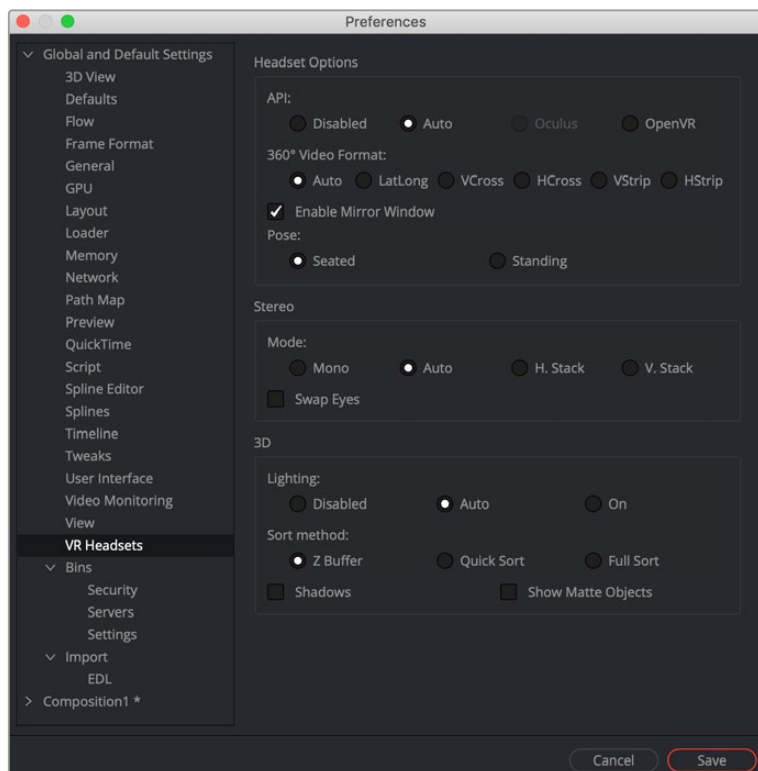 Preferences
Global and Default Settings
3D View
Defaults
Flow
Frame Format
General
GPU
Layout
Loader
Memory
Network
Path Map
Preview
QuickTime
Script
Spline Editor
Splines
Timeline
Tweaks
User Interface
Video Monitoring
View
VR Headsets
Bins
Security
Servers
Settings
Import
EDL
Composition1 *
Headset Options
API:
Disabled Auto Oculus OpenVR
360° Video Format:
Auto LatLong VCross HCross VStrip HStrip
Enable Mirror Window
Pose:
Seated Standing
Stereo
Mode:
Mono Auto H. Stack V. Stack
Swap Eyes
3D
Lighting:
Disabled Auto On
Sort method:
Z Buffer Quick Sort Full Sort
Shadows Show Matte Objects
Cancel Save